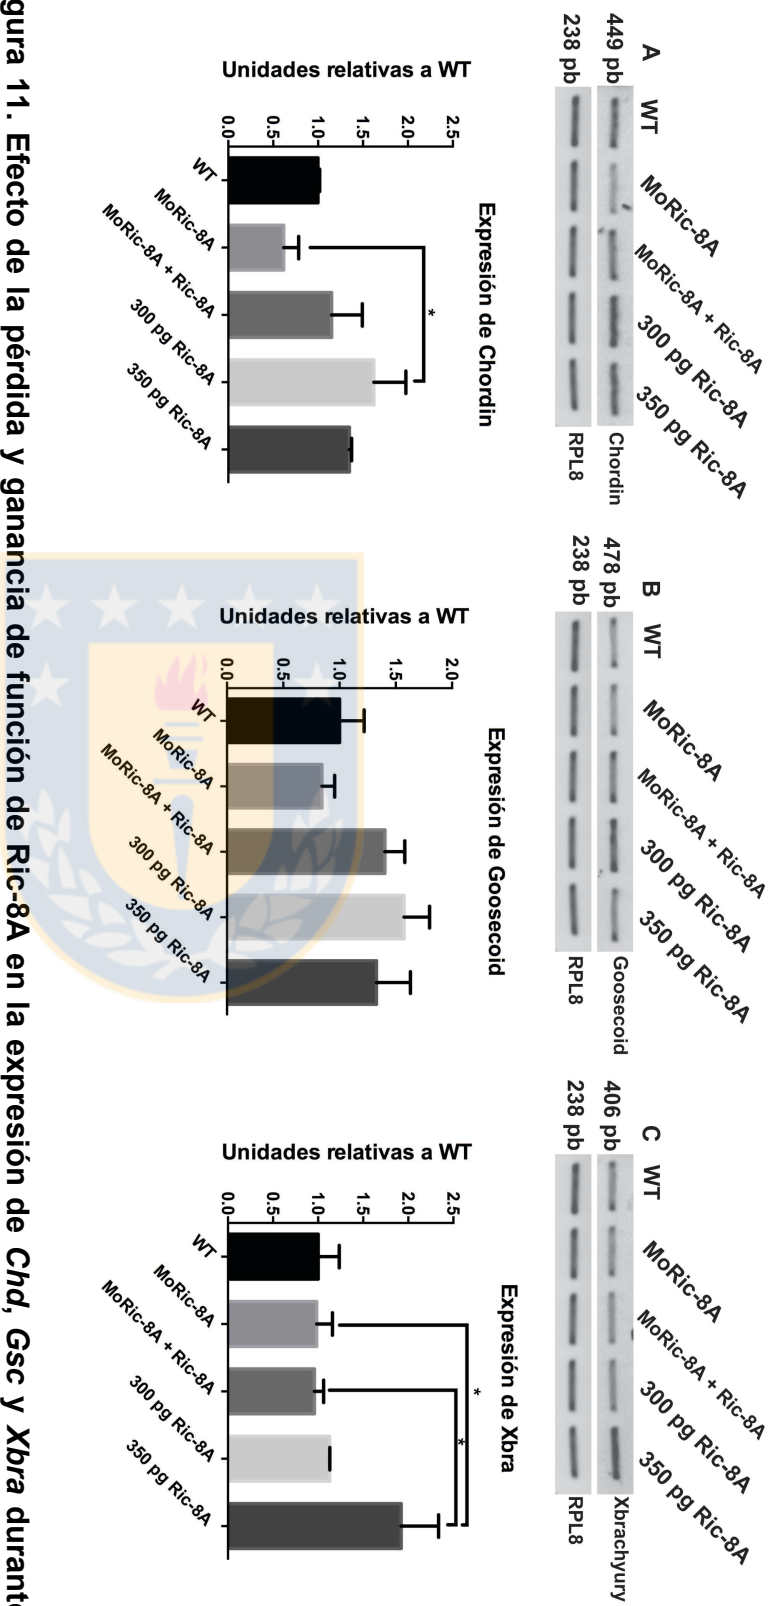 A
WT
MoRic-8A
MoRic-8A + Ric-8A
300 pg Ric-8A
350 pg Ric-8A
449 pb
Chordin
238 pb
RPL8
Expresión de Chordin
Unidades relativas a WT
2.5
2.0
1.5
1.0
0.5
0.0
*
WT
MoRic-8A
MoRic-8A + Ric-8A
300 pg Ric-8A
350 pg Ric-8A
B
WT
MoRic-8A
MoRic-8A + Ric-8A
300 pg Ric-8A
350 pg Ric-8A
478 pb
Goosecoid
238 pb
RPL8
Expresión de Goosecoid
Unidades relativas a WT
2.0
1.5
1.0
0.5
0.0
WT
MoRic-8A
MoRic-8A + Ric-8A
300 pg Ric-8A
350 pg Ric-8A
C
WT
MoRic-8A
MoRic-8A + Ric-8A
300 pg Ric-8A
350 pg Ric-8A
406 pb
Xbrachyury
238 pb
RPL8
Expresión de Xbra
Unidades relativas a WT
2.5
2.0
1.5
1.0
0.5
0.0
*
*
WT
MoRic-8A
MoRic-8A + Ric-8A
300 pg Ric-8A
350 pg Ric-8A
gura 11. Efecto de la pérdida y ganancia de función de Ric-8A en la expresión de Chd, Gsc y Xbra durante